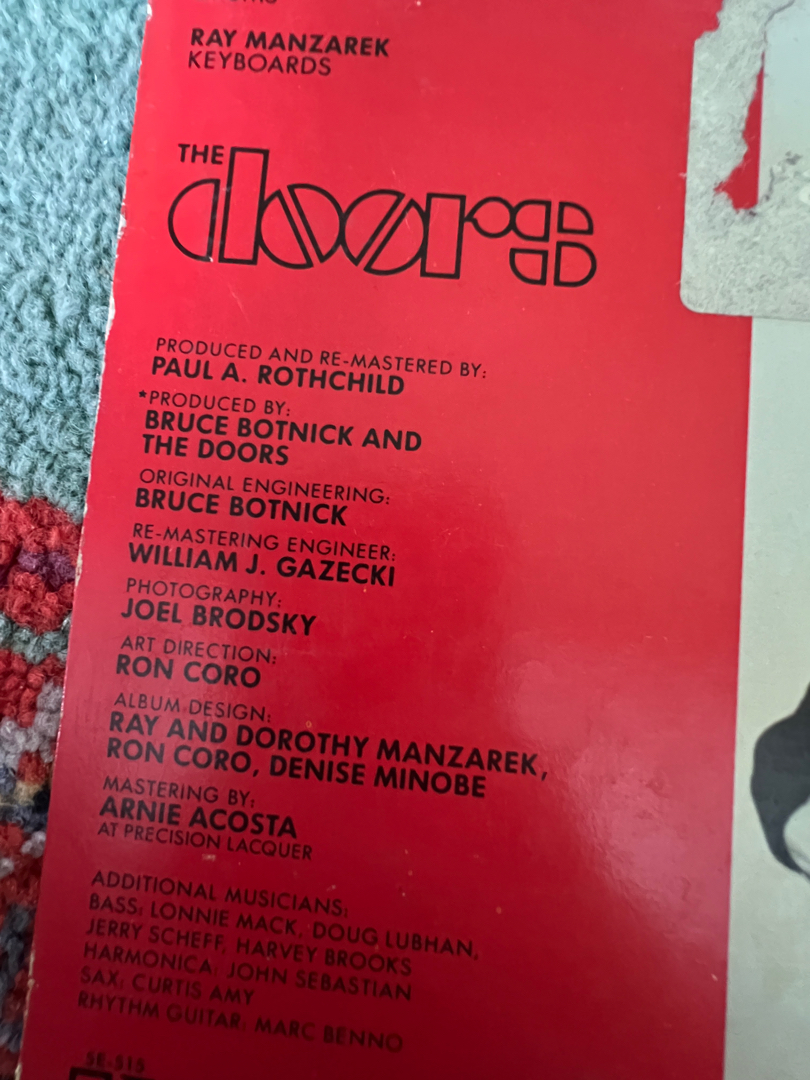 RAY MANZAREK
KEYBOARDS
THE
doors
PRODUCED AND RE-MASTERED BY:
PAUL A. ROTHCHILD
*PRODUCED BY:
BRUCE BOTNICK AND
THE DOORS
ORIGINAL ENGINEERING:
BRUCE BOTNICK
RE-MASTERING ENGINEER:
WILLIAM J. GAZECKI
PHOTOGRAPHY:
JOEL BRODSKY
ART DIRECTION:
RON CORO
ALBUM DESIGN:
RAY AND DOROTHY MANZAREK,
RON CORO, DENISE MINOBE
MASTERING BY:
ARNIE ACOSTA
AT PRECISION LACQUER
ADDITIONAL MUSICIANS:
BASS: LONNIE MACK, DOUG LUBHAN,
JERRY SCHEFF, HARVEY BROOKS
HARMONICA: JOHN SEBASTIAN
SAX: CURTIS AMY
RHYTHM GUITAR: MARC BENNO
5E-515